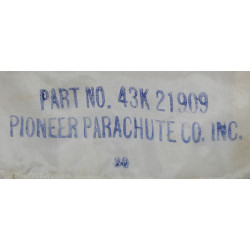 PART NO. 43K 21909
PIONEER PARACHUTE CO. INC.